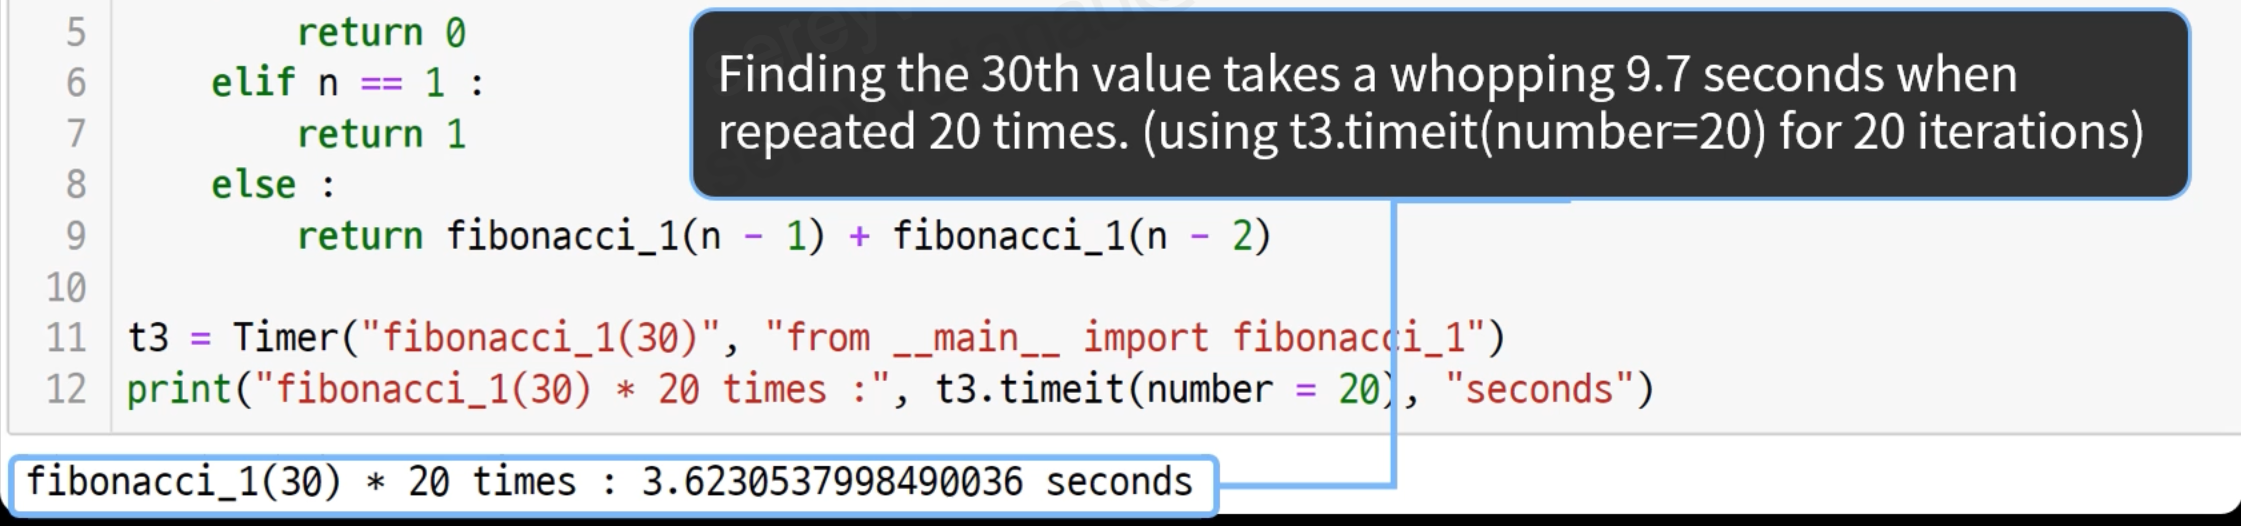 5 return 0
6 elif n == 1 :
7 return 1
8 else :
9 return fibonacci_1(n - 1) + fibonacci_1(n - 2)
10
11 t3 = Timer("fibonacci_1(30)", "from __main__ import fibonacci_1")
12 print("fibonacci_1(30) * 20 times :", t3.timeit(number = 20), "seconds")
Finding the 30th value takes a whopping 9.7 seconds when
repeated 20 times. (using t3.timeit(number=20) for 20 iterations)
fibonacci_1(30) * 20 times : 3.6230537998490036 seconds